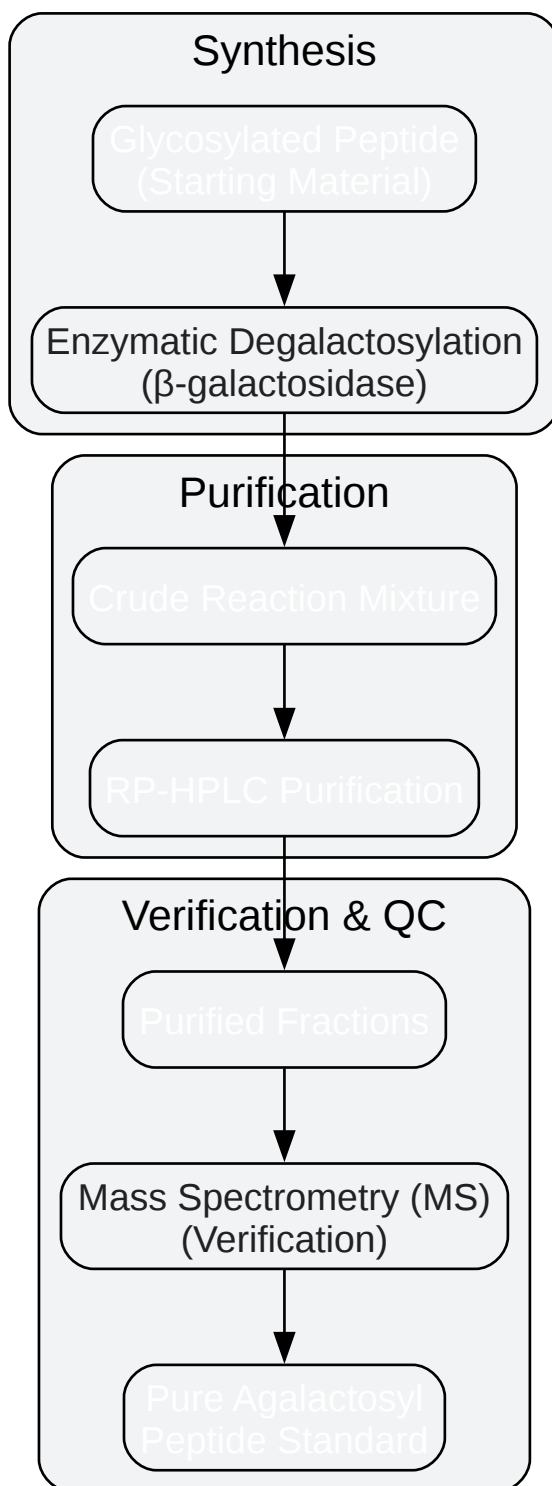 Synthesis
Glycosylated Peptide
(Starting Material)
Enzymatic Degalactosylation
(β-galactosidase)
Purification
Crude Reaction Mixture
RP-HPLC Purification
Verification & QC
Purified Fractions
Mass Spectrometry (MS)
(Verification)
Pure Agalactosyl
Peptide Standard